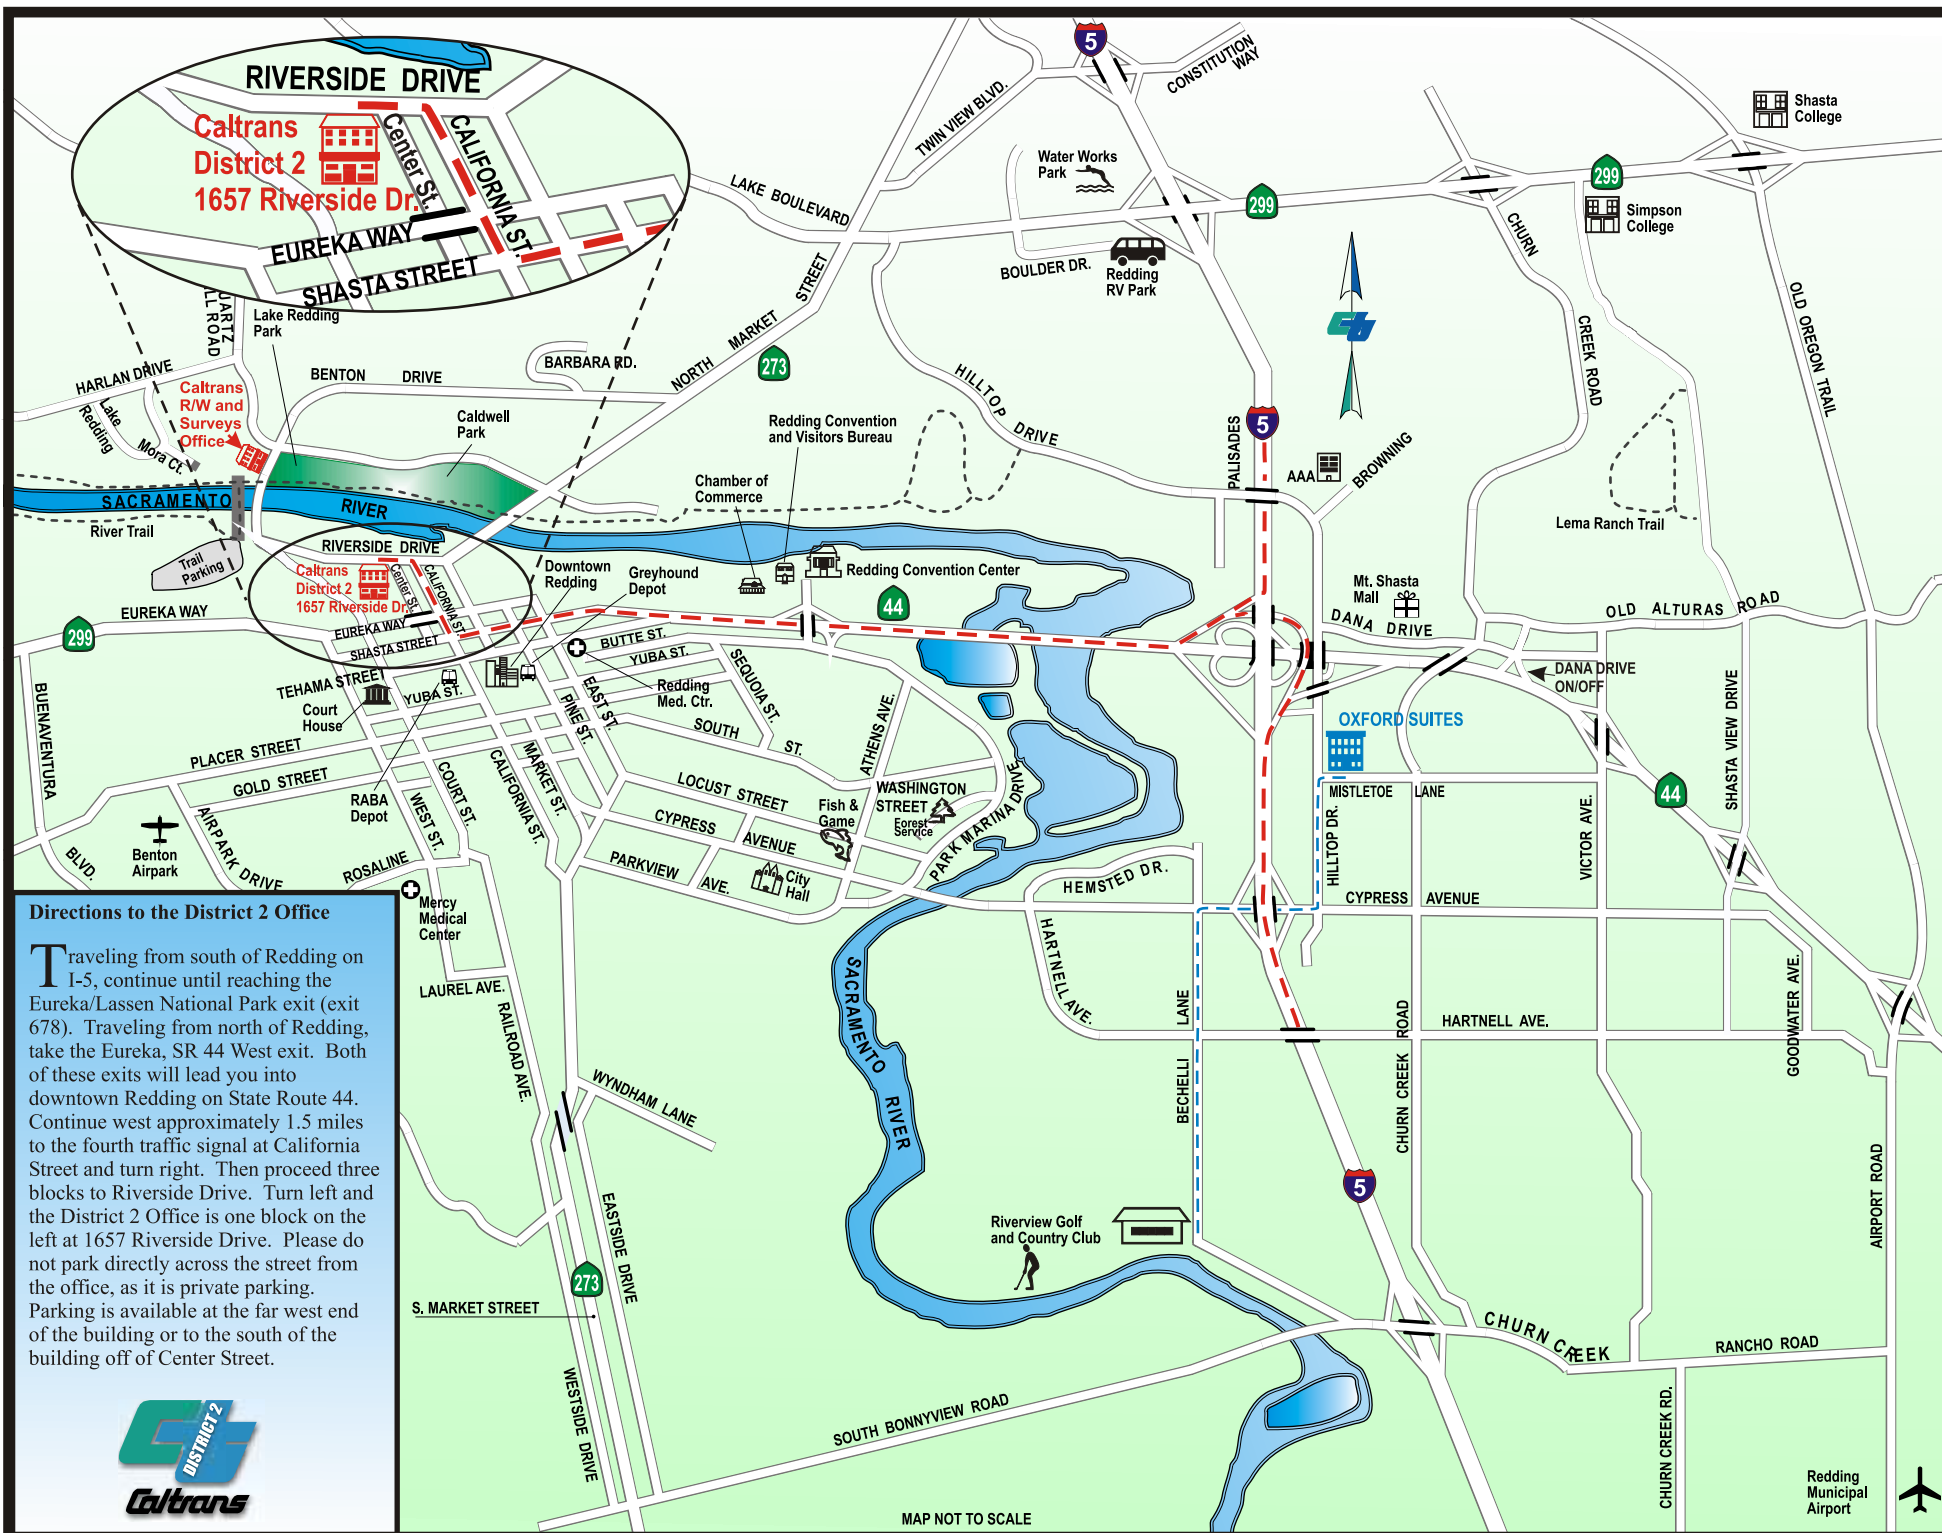 RIVERSIDE DRIVE
Caltrans
District 2
1657 Riverside Dr.
Center St.
CALIFORNIA ST.
EUREKA WAY
SHASTA STREET
5
CONSTITUTION
WAY
TWIN VIEW BLVD.
Shasta
College
Water Works
Park
LAKE BOULEVARD
299
299
Simpson
College
BOULDER DR.
Redding
RV Park
CHURN
CREEK ROAD
OLD OREGON TRAIL
NORTH MARKET STREET
273
Lake Redding
Park
BARBARA RD.
HARLAN DRIVE
BENTON DRIVE
Caltrans
R/W and
Surveys
Office
Lake
Redding
Mora Ct.
Caldwell
Park
HILLTOP DRIVE
Redding Convention
and Visitors Bureau
PALISADES
5
AAA
BROWNING
Chamber of
Commerce
SACRAMENTO RIVER
River Trail
Lema Ranch Trail
Trail
Parking
RIVERSIDE DRIVE
Caltrans
District 2
1657 Riverside Dr.
Center St.
CALIFORNIA ST.
Downtown
Redding
Greyhound
Depot
Redding Convention Center
44
Mt. Shasta
Mall
DANA DRIVE
OLD ALTURAS ROAD
299
EUREKA WAY
EUREKA WAY
SHASTA STREET
BUTTE ST.
YUBA ST.
TEHAMA STREET
YUBA ST.
Court
House
SEQUOIA ST.
EAST ST.
PINE ST.
Redding
Med. Ctr.
DANA DRIVE
ON/OFF
BUENAVENTURA
BLVD.
PLACER STREET
GOLD STREET
SOUTH ST.
ATHENS AVE.
OXFORD SUITES
SHASTA VIEW DRIVE
COURT ST.
WEST ST.
CALIFORNIA ST.
MARKET ST.
LOCUST STREET
WASHINGTON
STREET
Forest
Service
PARK MARINA DRIVE
MISTLETOE LANE
44
RABA
Depot
Fish &
Game
CYPRESS AVENUE
HILLTOP DR.
VICTOR AVE.
Benton
Airpark
AIRPARK DRIVE
ROSALINE
PARKVIEW AVE.
City
Hall
HEMSTED DR.
CYPRESS AVENUE
Mercy
Medical
Center
Directions to the District 2 Office
Traveling from south of Redding on
I-5, continue until reaching the
Eureka/Lassen National Park exit (exit
678). Traveling from north of Redding,
take the Eureka, SR 44 West exit. Both
of these exits will lead you into
downtown Redding on State Route 44.
Continue west approximately 1.5 miles
to the fourth traffic signal at California
Street and turn right. Then proceed three
blocks to Riverside Drive. Turn left and
the District 2 Office is one block on the
left at 1657 Riverside Drive. Please do
not park directly across the street from
the office, as it is private parking.
Parking is available at the far west end
of the building or to the south of the
building off of Center Street.
DISTRICT 2
Caltrans
LAUREL AVE.
RAILROAD AVE.
SACRAMENTO RIVER
HARTNELL AVE.
BECHELLI LANE
CHURN CREEK ROAD
HARTNELL AVE.
GOODWATER AVE.
WYNDHAM LANE
EASTSIDE DRIVE
5
AIRPORT ROAD
Riverview Golf
and Country Club
273
S. MARKET STREET
CHURN CREEK
RANCHO ROAD
WESTSIDE DRIVE
SOUTH BONNYVIEW ROAD
CHURN CREEK RD.
Redding
Municipal
Airport
MAP NOT TO SCALE